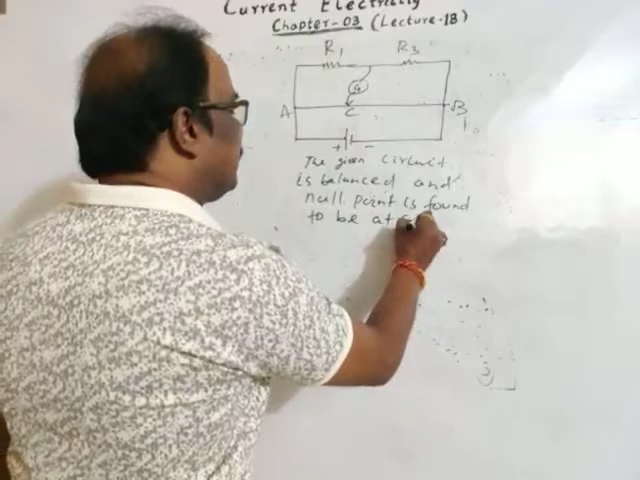 Current Electricity
Chapter-03 (Lecture-18)
R1 R3
G
A C B
+ -
The given circuit
is balanced and
null point is found
to be at